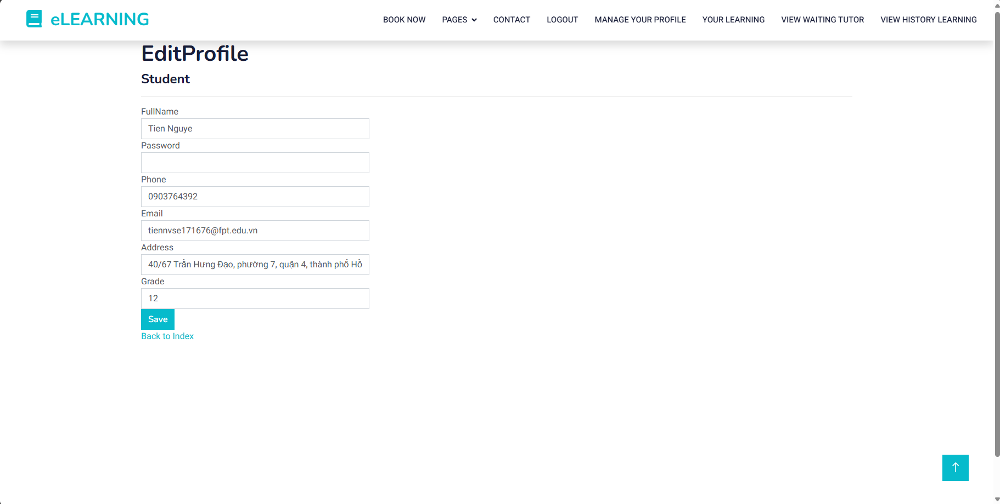 eLEARNING
BOOK NOW PAGES CONTACT LOGOUT MANAGE YOUR PROFILE YOUR LEARNING VIEW WAITING TUTOR VIEW HISTORY LEARNING
EditProfile
Student
FullName
Tien Nguye
Password
Phone
0903764392
Email
tiennvse171676@fpt.edu.vn
Address
40/67 Trần Hưng Đạo, phường 7, quận 4, thành phố Hồ
Grade
12
Save
Back to Index